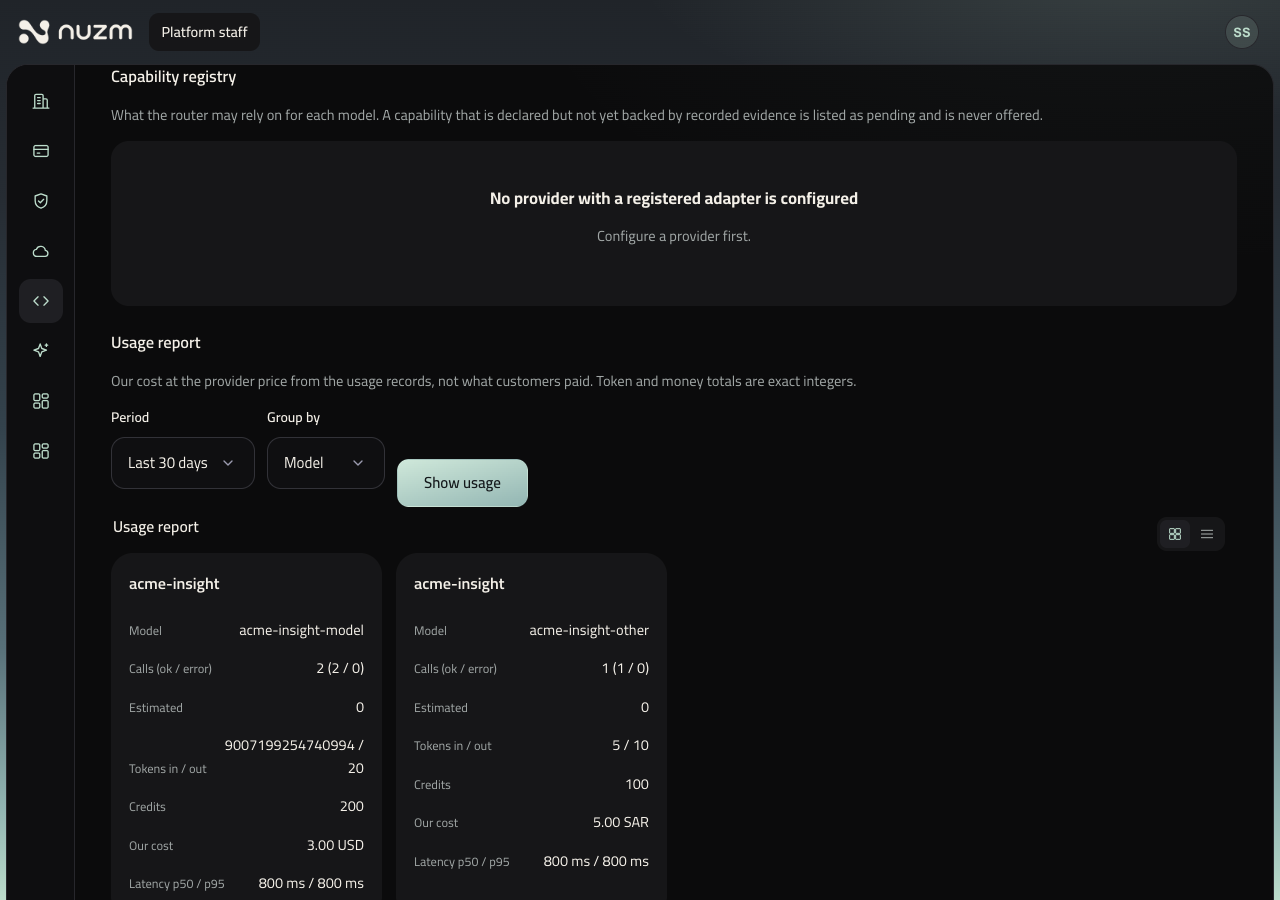 nuzm
Platform staff
SS
Capability registry
What the router may rely on for each model. A capability that is declared but not yet backed by recorded evidence is listed as pending and is never offered.
No provider with a registered adapter is configured
Configure a provider first.
Usage report
Our cost at the provider price from the usage records, not what customers paid. Token and money totals are exact integers.
Period
Group by
Last 30 days
Model
Show usage
Usage report
acme-insight
Model acme-insight-model
Calls (ok / error) 2 (2 / 0)
Estimated 0
9007199254740994 /
Tokens in / out 20
Credits 200
Our cost 3.00 USD
Latency p50 / p95 800 ms / 800 ms
acme-insight
Model acme-insight-other
Calls (ok / error) 1 (1 / 0)
Estimated 0
Tokens in / out 5 / 10
Credits 100
Our cost 5.00 SAR
Latency p50 / p95 800 ms / 800 ms